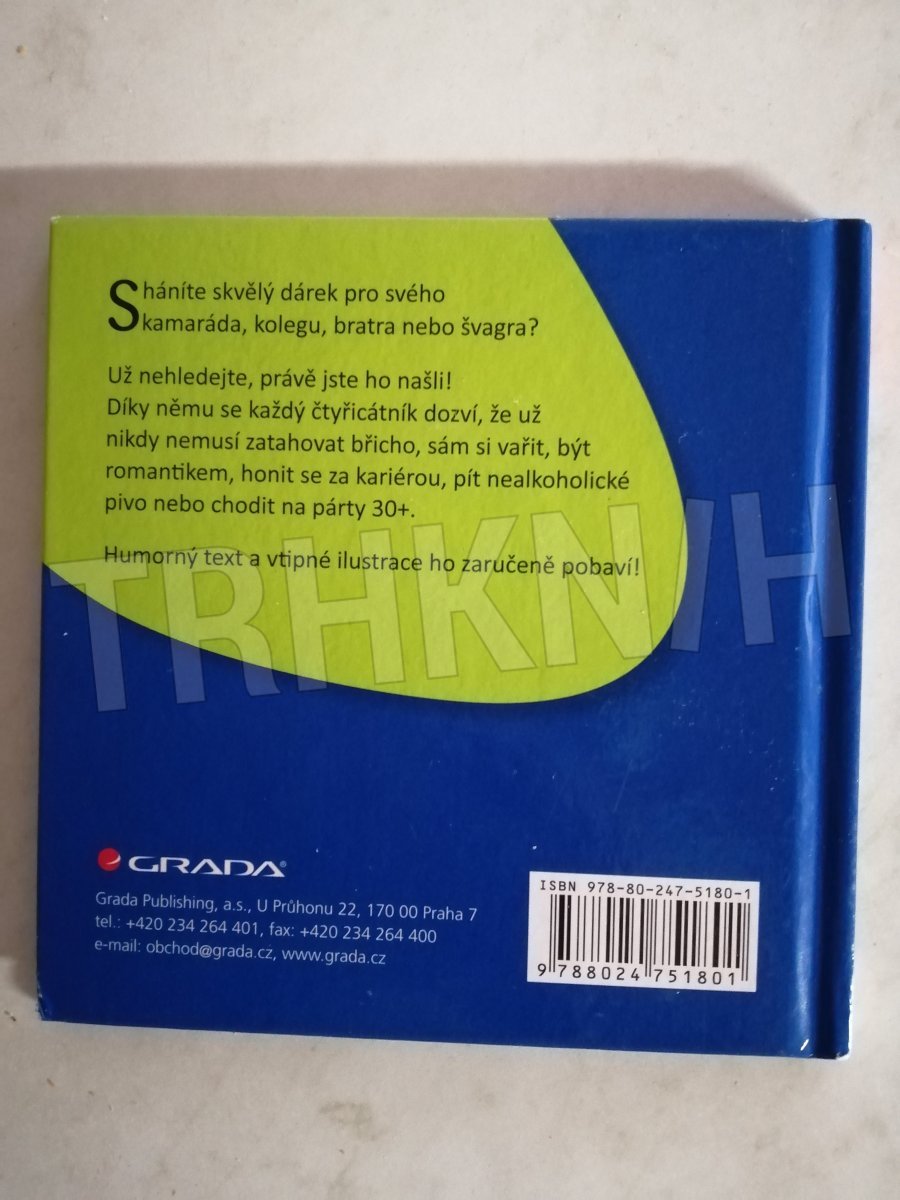 Sháníte skvělý dárek pro svého
kamaráda, kolegu, bratra nebo švagra?
Už nehledejte, právě jste ho našli!
Díky němu se každý čtyřicátník dozví, že už
nikdy nemusí zatahovat břicho, sám si vařit, být
romantikem, honit se za kariérou, pít nealkoholické
pivo nebo chodit na párty 30+.
Humorný text a vtipné ilustrace ho zaručeně pobaví!
TRHKNIH
GRADA®
Grada Publishing, a.s., U Průhonu 22, 170 00 Praha 7
tel.: +420 234 264 401, fax: +420 234 264 400
e-mail: obchod@grada.cz, www.grada.cz
ISBN 978-80-247-5180-1
9 788024 751801